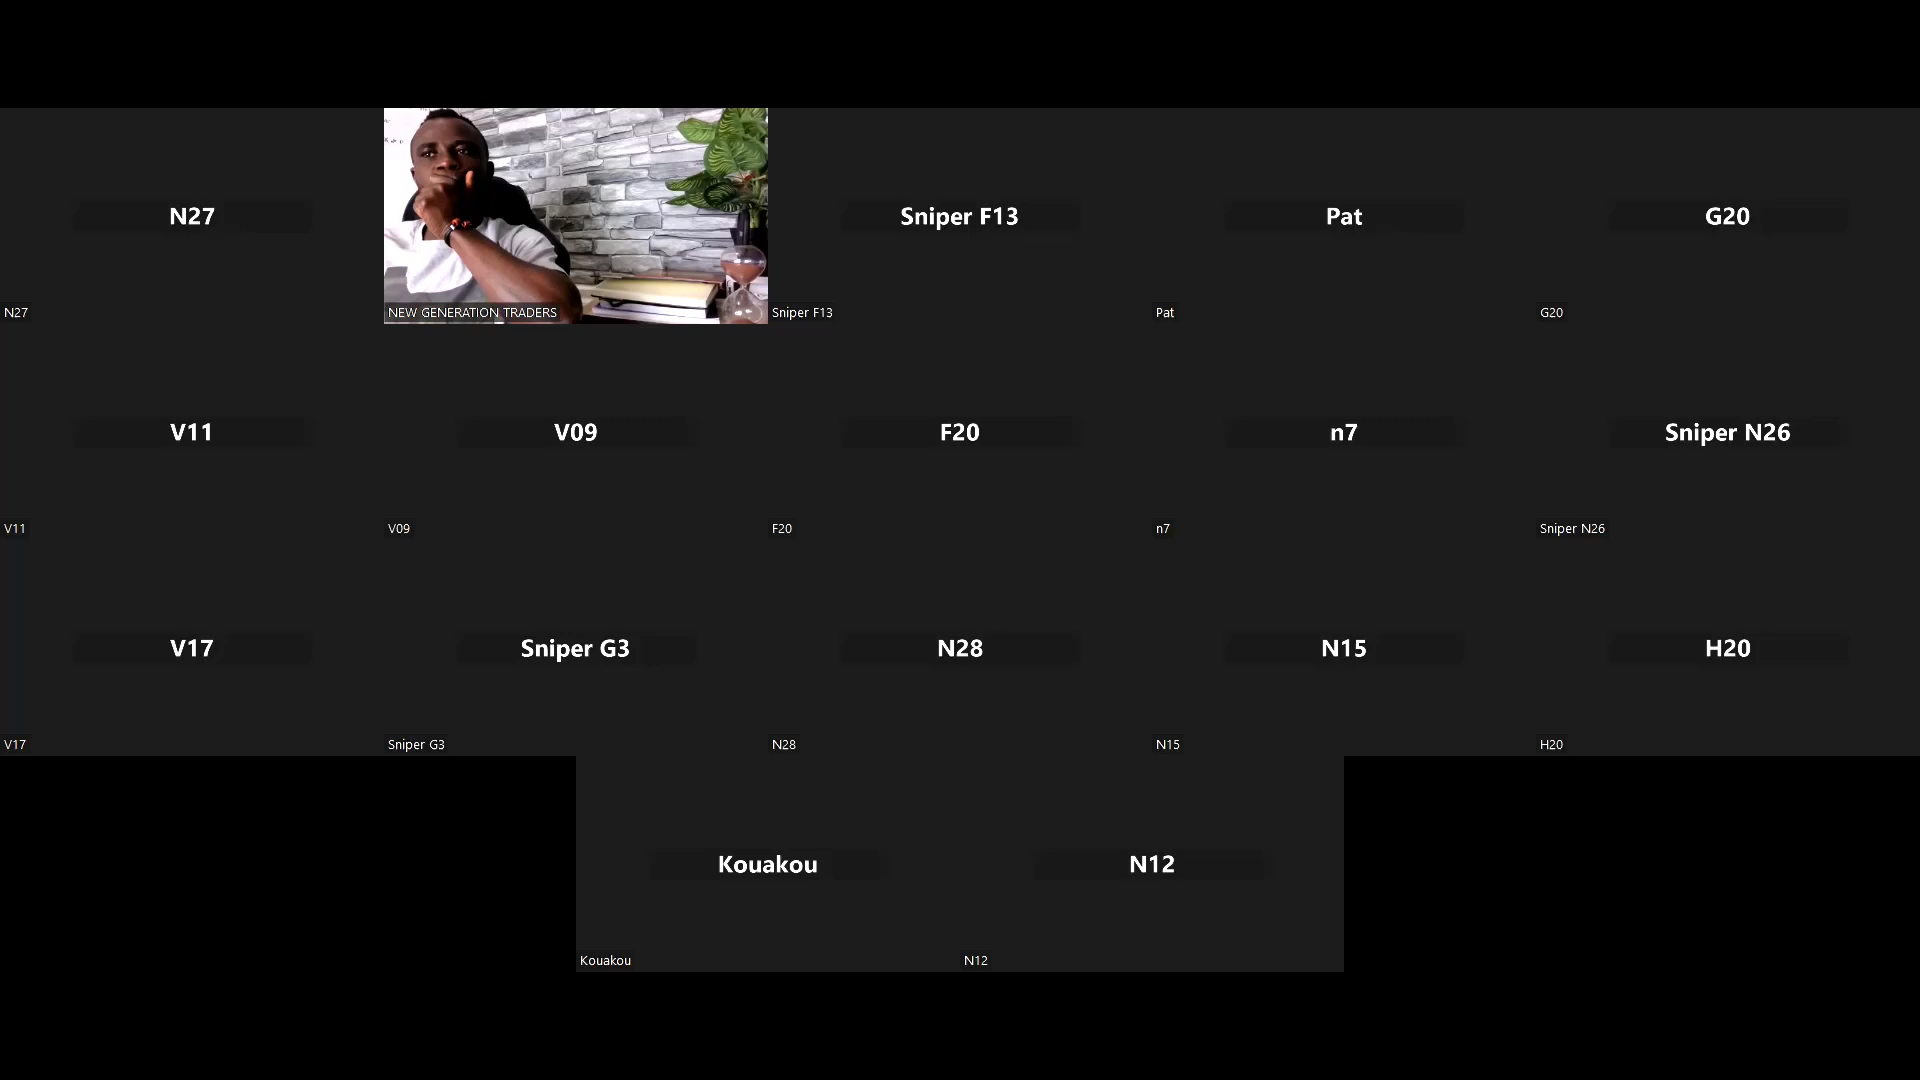 N27
N27
NEW GENERATION TRADERS
Sniper F13
Sniper F13
Pat
Pat
G20
G20
V11
V11
V09
V09
F20
F20
n7
n7
Sniper N26
Sniper N26
V17
V17
Sniper G3
Sniper G3
N28
N28
N15
N15
H20
H20
Kouakou
Kouakou
N12
N12